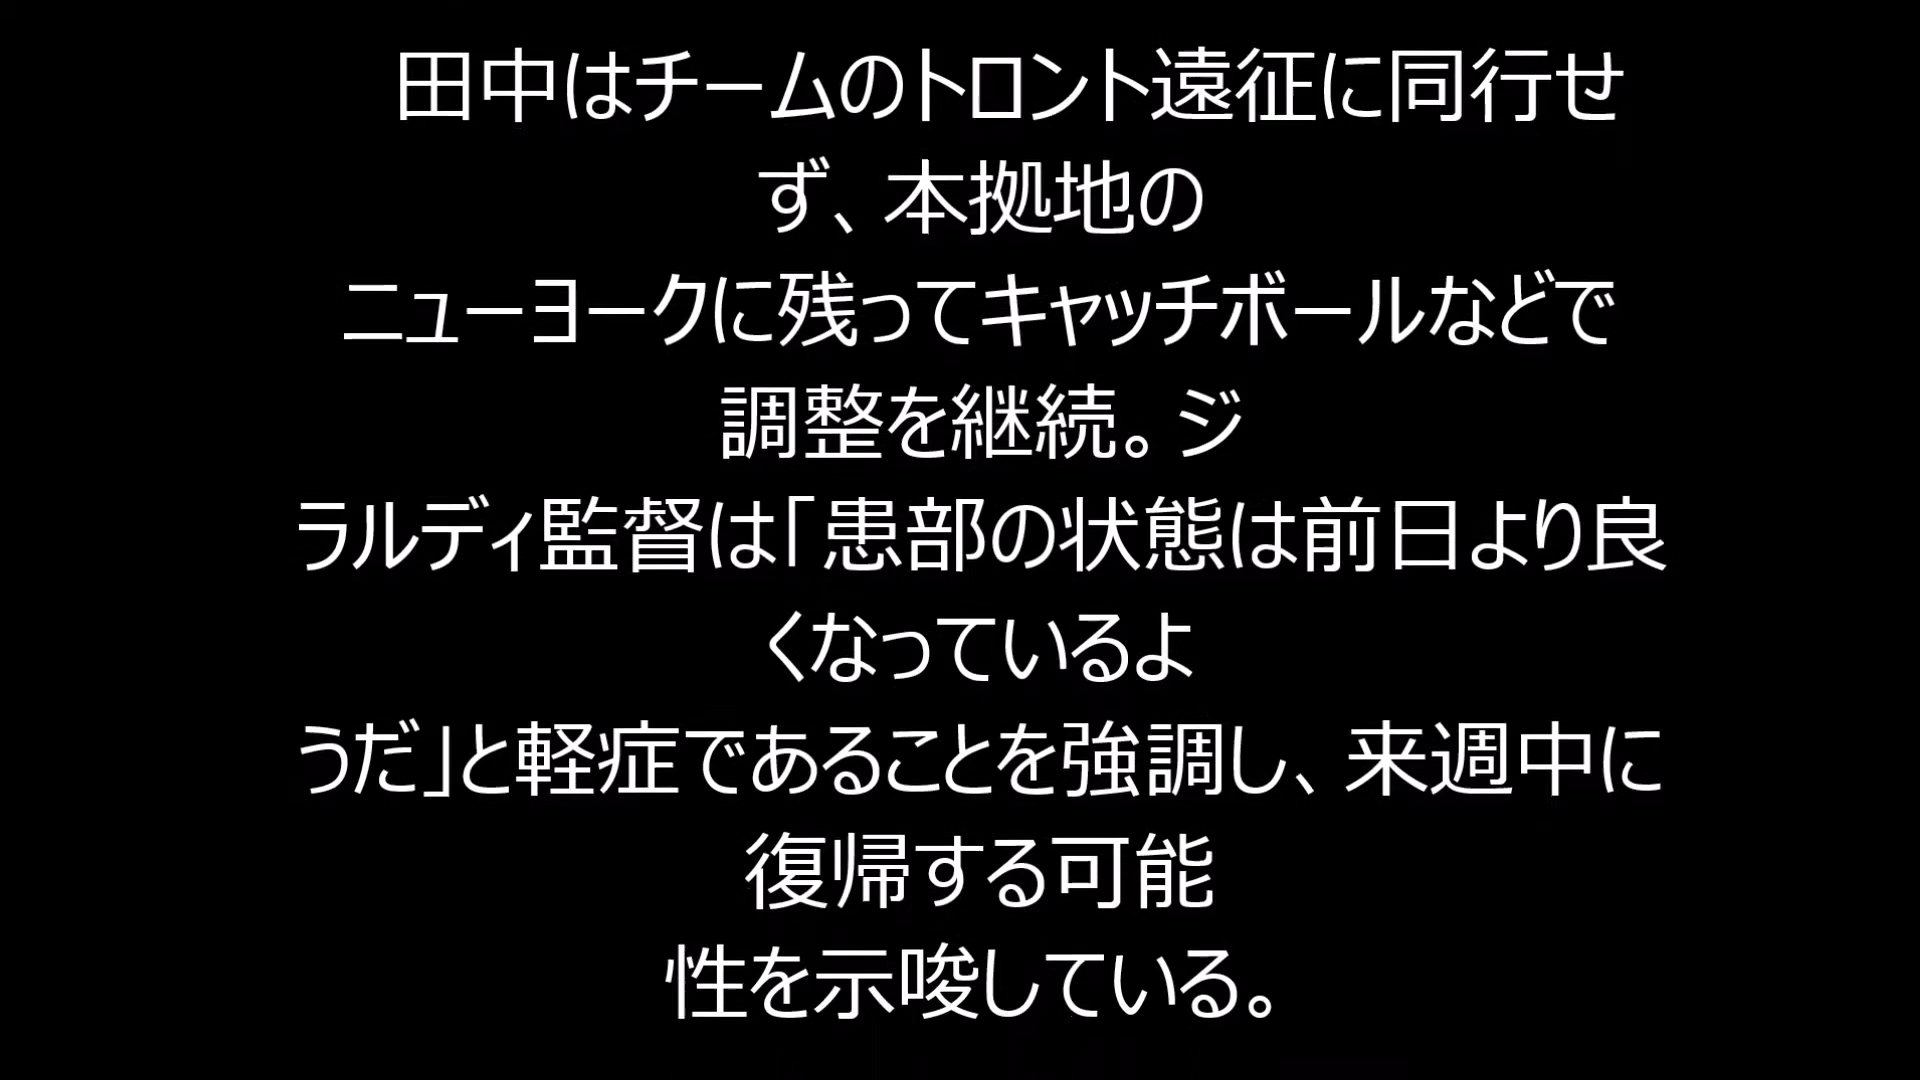 田中はチームのトロント遠征に同行せ
ず、本拠地の
ニューヨークに残ってキャッチボールなどで
調整を継続。ジ
ラルディ監督は「患部の状態は前日より良
くなっているよ
うだ」と軽症であることを強調し、来週中に
復帰する可能
性を示唆している。